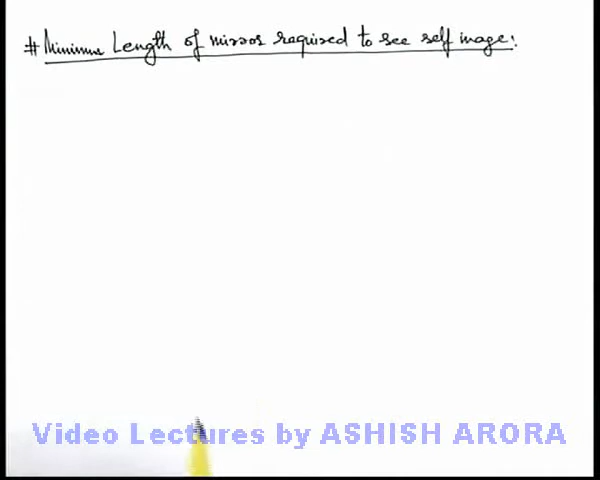 # Minimum Length of mirror required to see self image:
Video Lectures by ASHISH ARORA